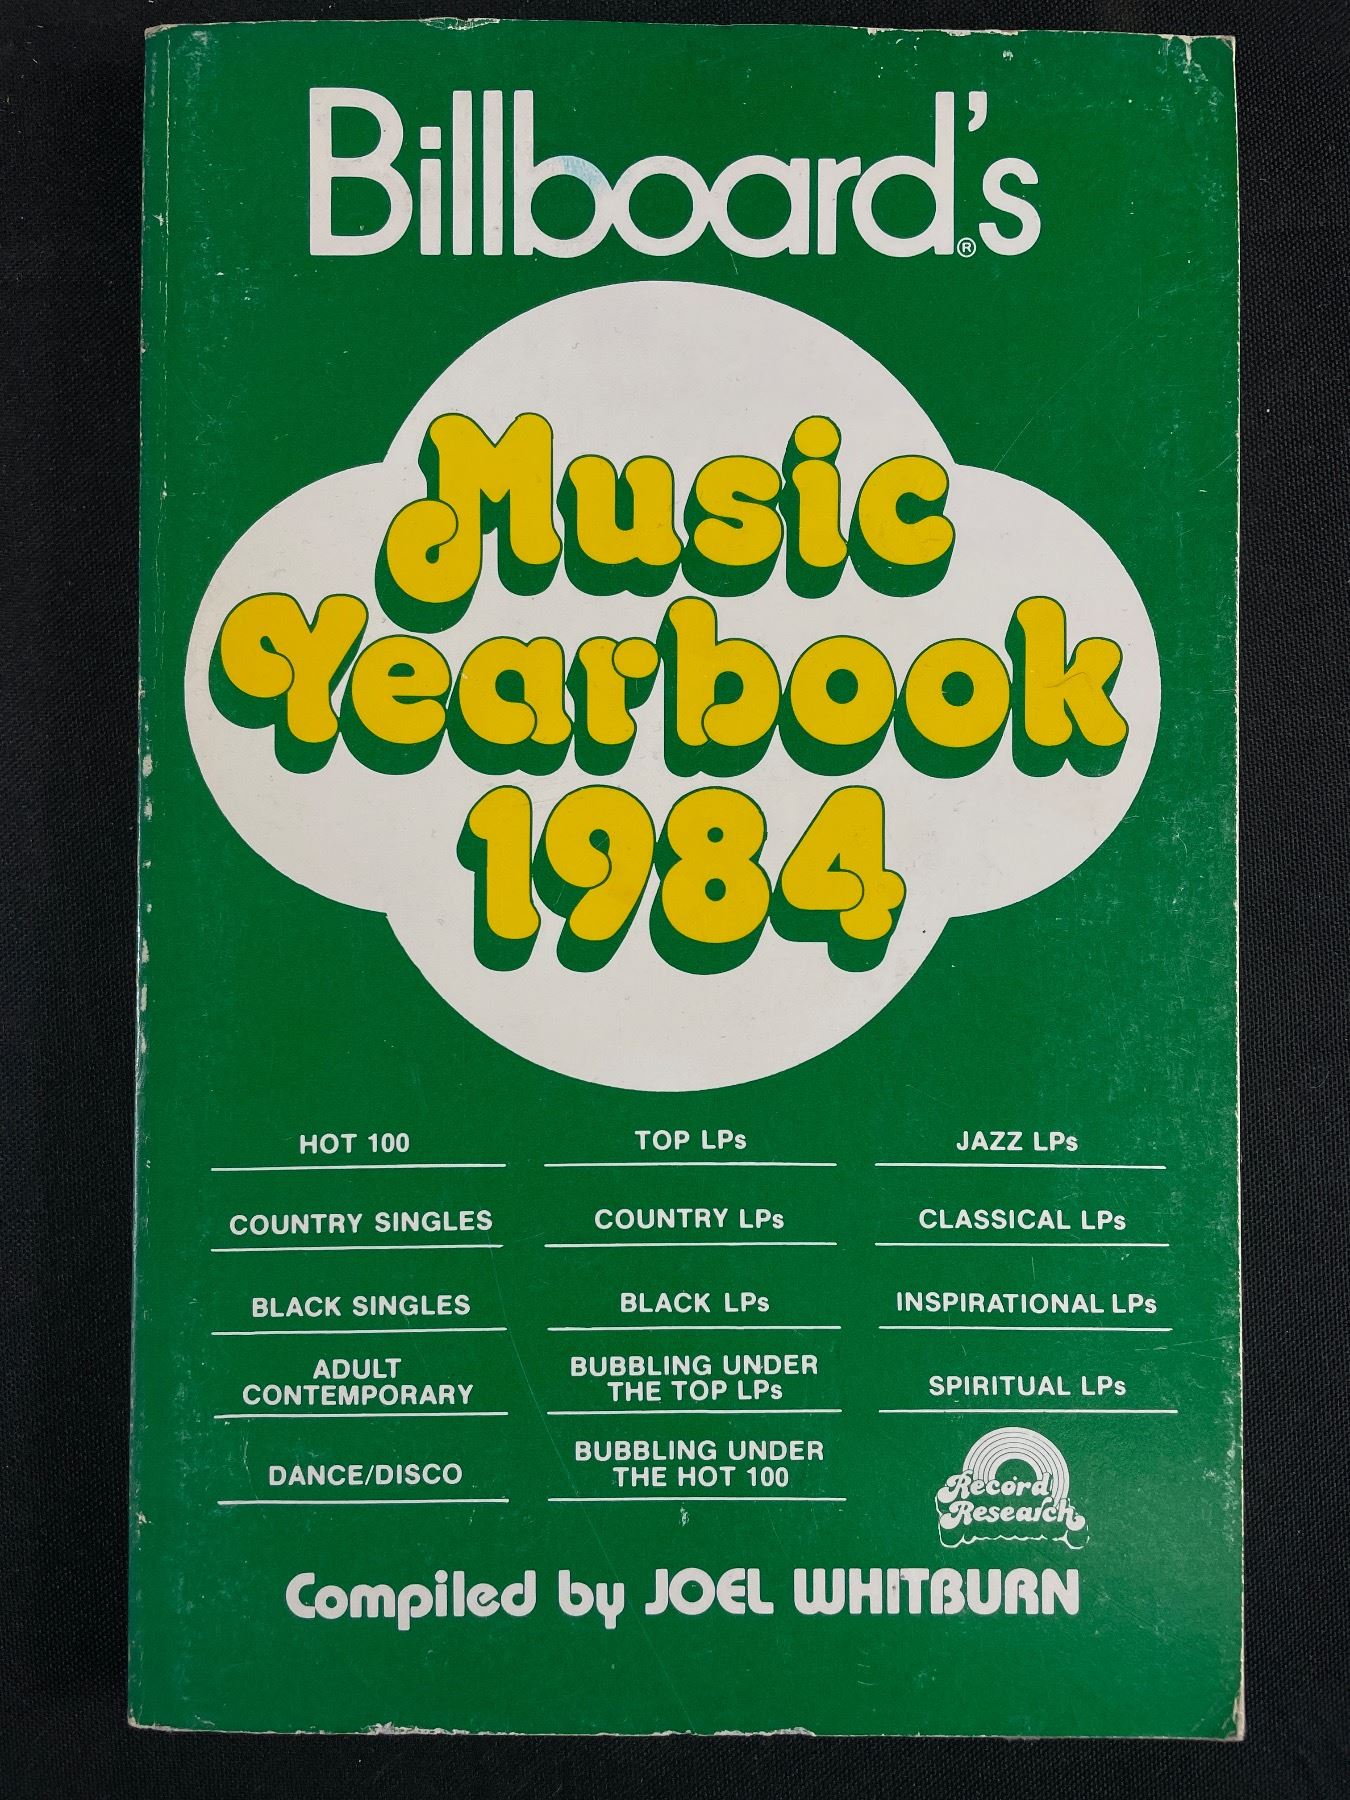 Billboard's
®
Music
Yearbook
1984
HOT 100
TOP LPs
JAZZ LPs
COUNTRY SINGLES
COUNTRY LPs
CLASSICAL LPs
BLACK SINGLES
BLACK LPs
INSPIRATIONAL LPs
ADULT
CONTEMPORARY
BUBBLING UNDER
THE TOP LPs
SPIRITUAL LPs
DANCE/DISCO
BUBBLING UNDER
THE HOT 100
Record
Research
Compiled by JOEL WHITBURN